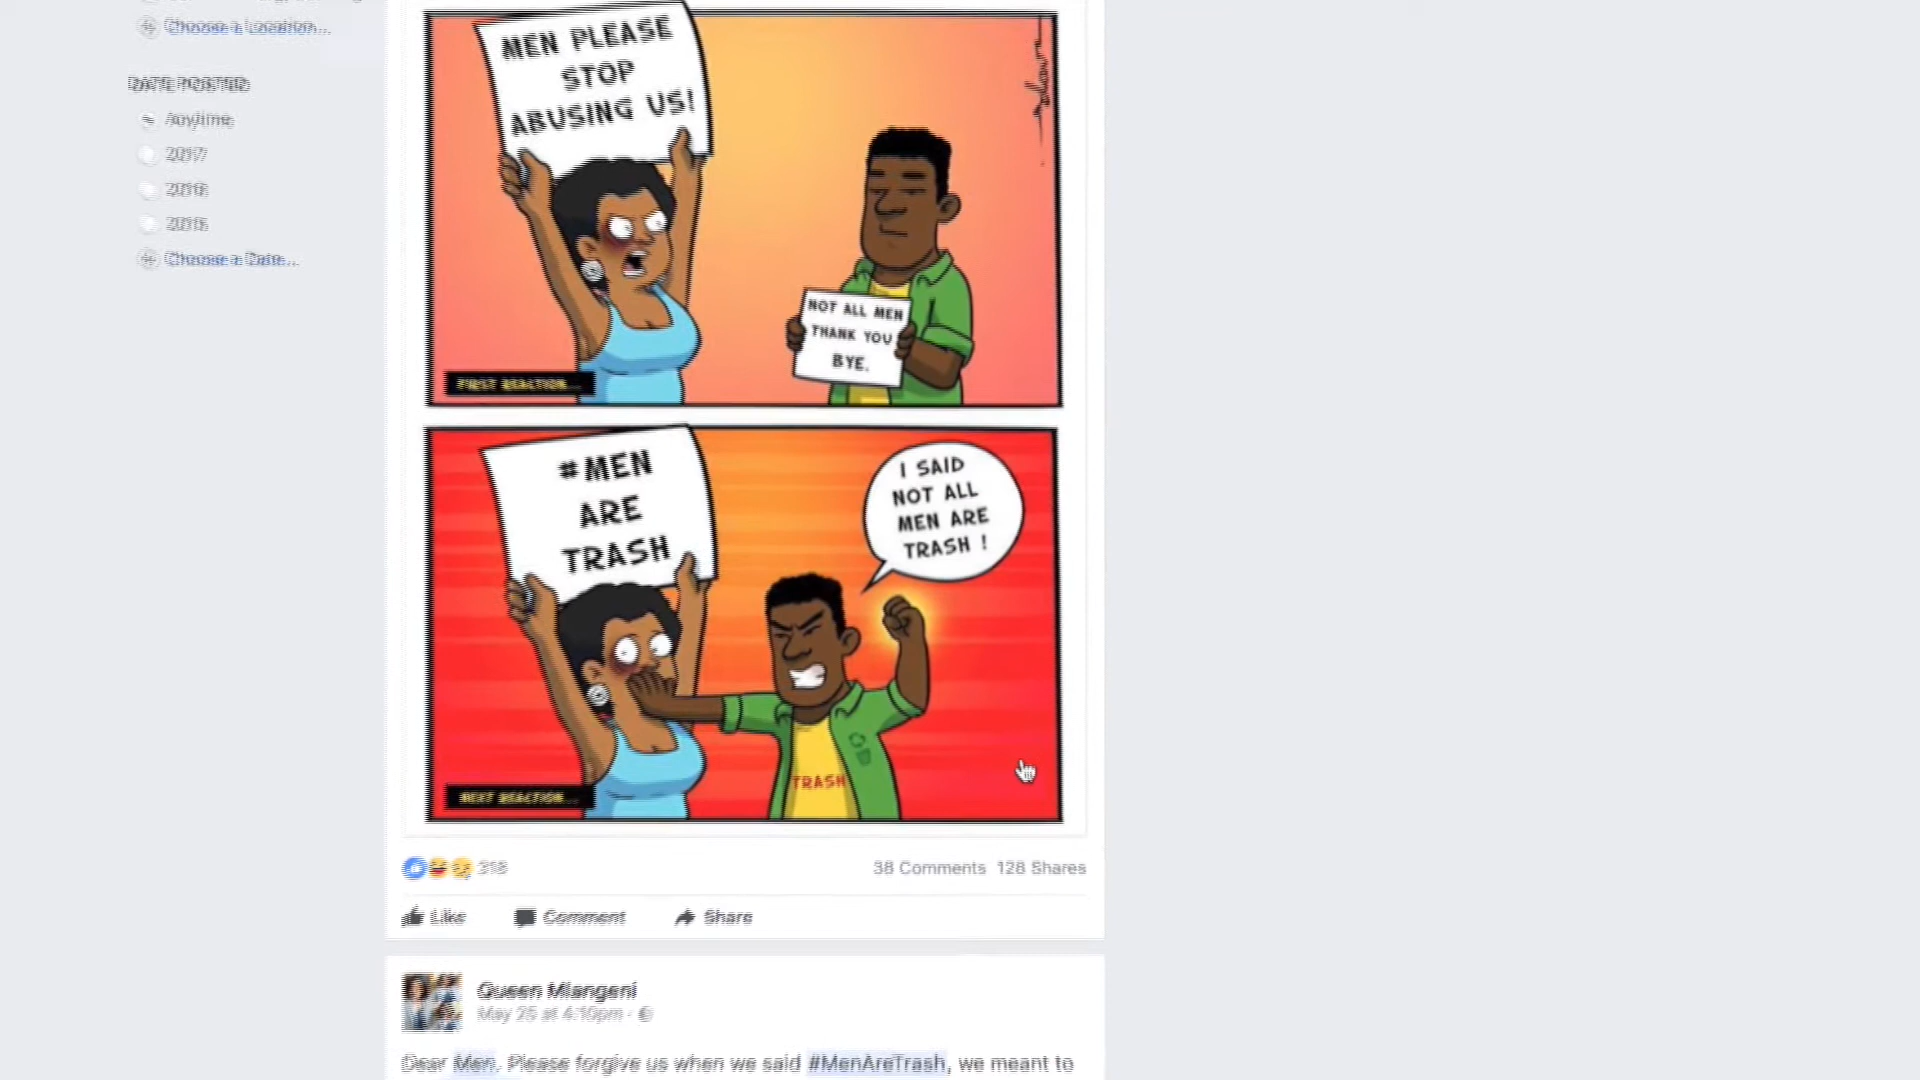 Choose a Location...
DATE POSTED
Anytime
2017
2016
2015
Choose a Date...
MEN PLEASE
STOP
ABUSING US!
NOT ALL MEN
THANK YOU
BYE.
FIRST REACTION...
#MEN
ARE
TRASH
I SAID
NOT ALL
MEN ARE
TRASH !
TRASH
NEXT REACTION...
318
38 Comments 128 Shares
Like Comment Share
Queen Mlangeni
May 25 at 4:10pm
Dear Men. Please forgive us when we said #MenAreTrash, we meant to